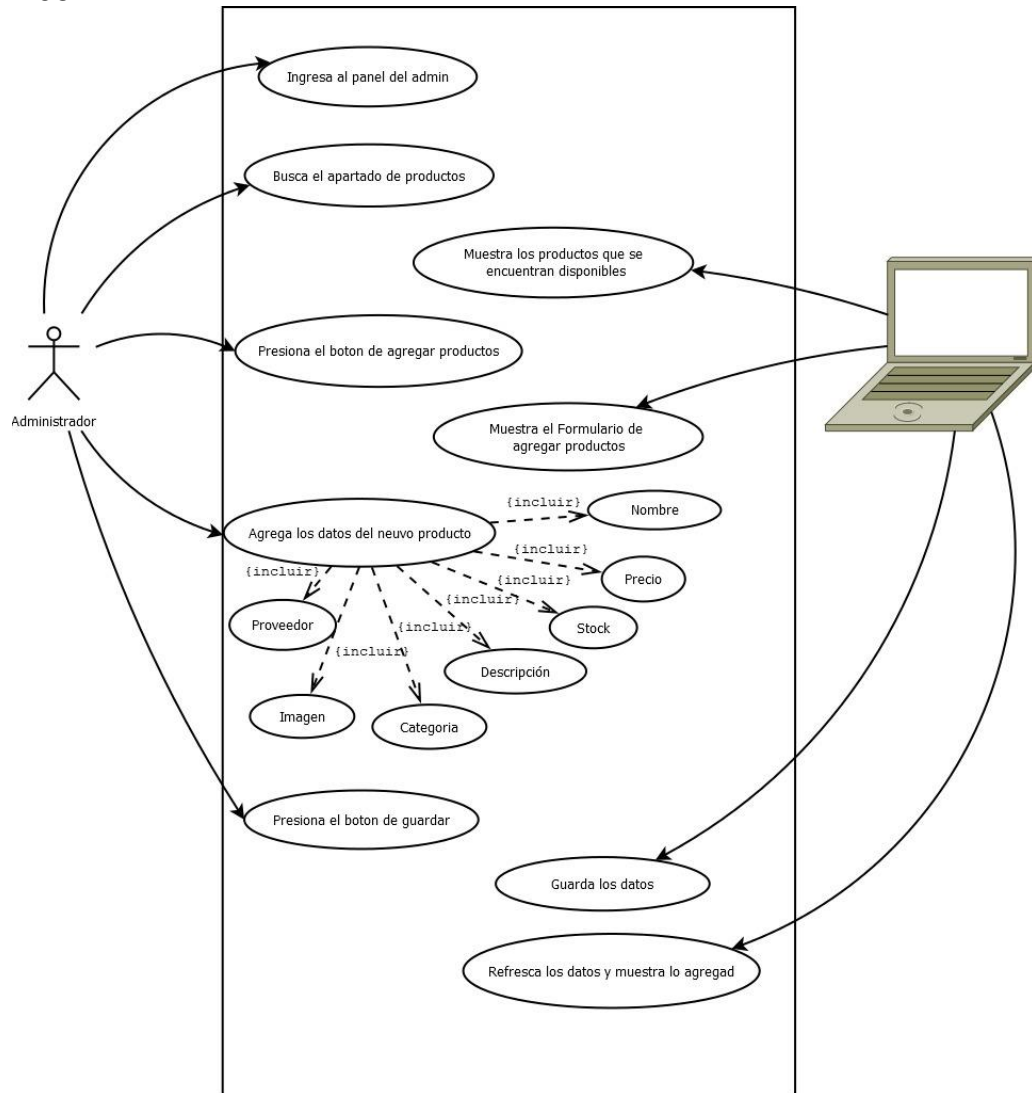 Ingresa al panel del admin
Busca el apartado de productos
Muestra los productos que se
encuentran disponibles
Presiona el boton de agregar productos
Administrador
Muestra el Formulario de
agregar productos
{incluir}
Nombre
Agrega los datos del neuvo producto
{incluir}
{incluir}
Precio
{incluir}
{incluir}
Proveedor
{incluir}
Stock
{incluir}
Descripción
Imagen
Categoria
Presiona el boton de guardar
Guarda los datos
Refresca los datos y muestra lo agregad